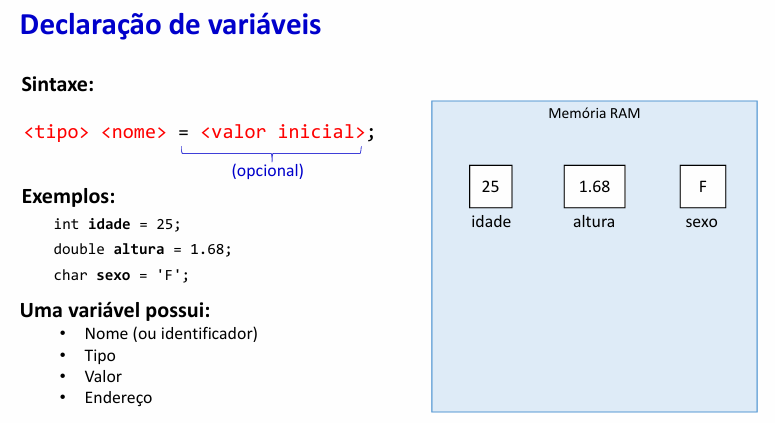 Declaração de variáveis
Sintaxe:
<tipo> <nome> = <valor inicial>;
(opcional)
Exemplos:
int idade = 25;
double altura = 1.68;
char sexo = 'F';
Uma variável possui:
• Nome (ou identificador)
• Tipo
• Valor
• Endereço
Memória RAM
25 1.68 F
idade altura sexo